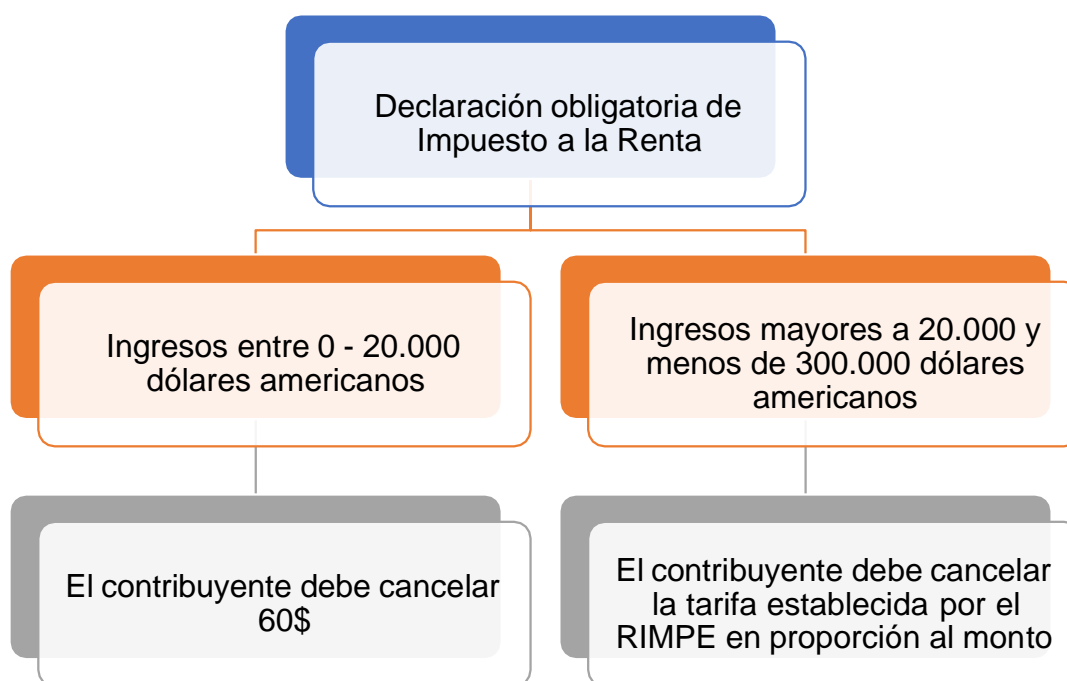 Declaración obligatoria de
Impuesto a la Renta
Ingresos entre 0 - 20.000
dólares americanos
Ingresos mayores a 20.000 y
menos de 300.000 dólares
americanos
El contribuyente debe cancelar
60$
El contribuyente debe cancelar
la tarifa establecida por el
RIMPE en proporción al monto